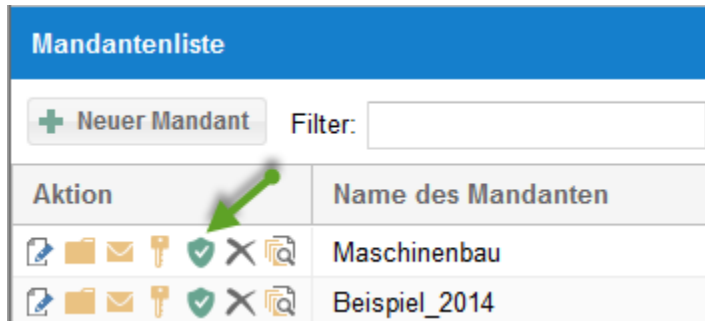 Mandantenliste
Neuer Mandant Filter:
Aktion Name des Mandanten
Maschinenbau
Beispiel_2014